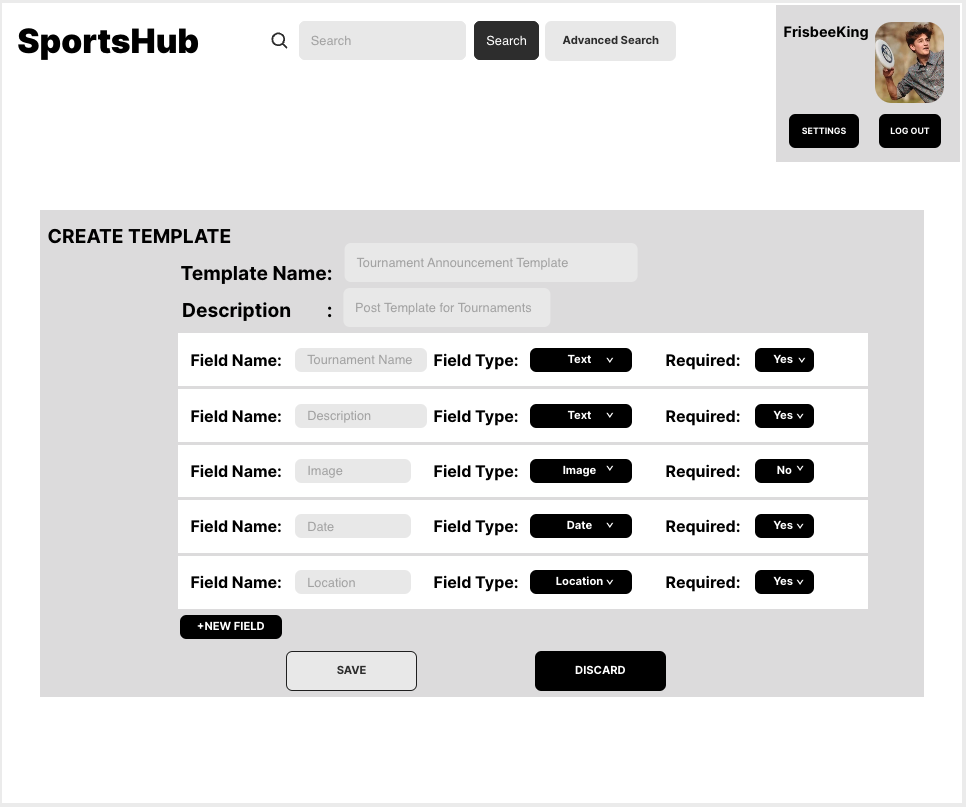 SportsHub
Search
Search
Advanced Search
FrisbeeKing
SETTINGS
LOG OUT
CREATE TEMPLATE
Template Name: Tournament Announcement Template
Description : Post Template for Tournaments
Field Name: Tournament Name Field Type: Text Required: Yes
Field Name: Description Field Type: Text Required: Yes
Field Name: Image Field Type: Image Required: No
Field Name: Date Field Type: Date Required: Yes
Field Name: Location Field Type: Location Required: Yes
+NEW FIELD
SAVE
DISCARD